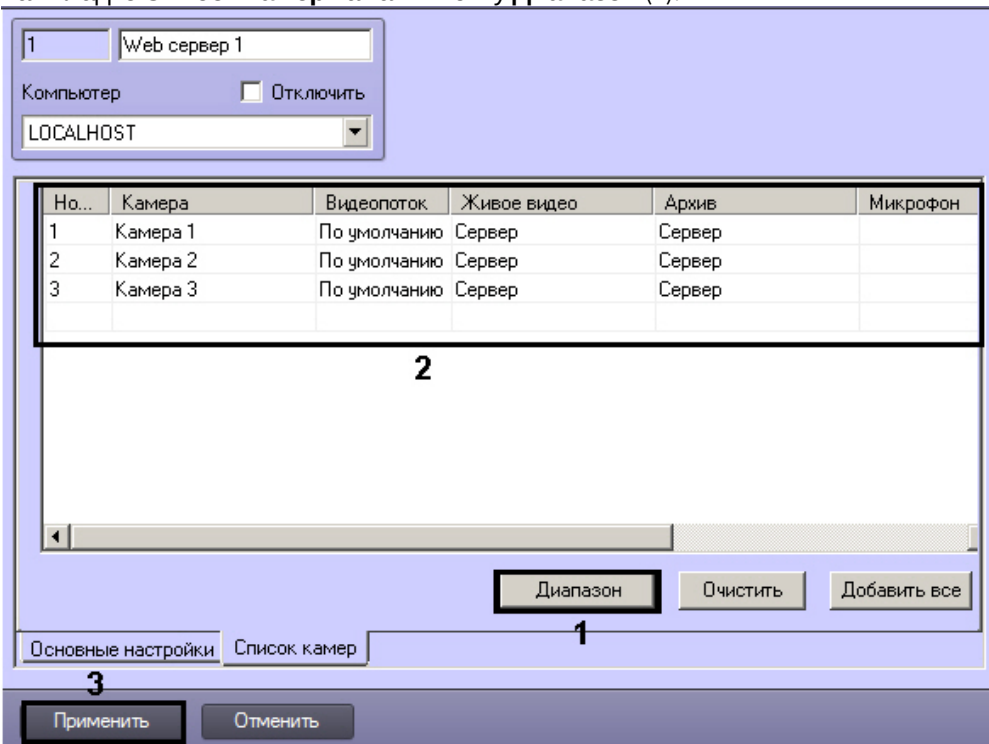 1 Web сервер 1
Компьютер Отключить
LOCALHOST
Но... Камера Видеопоток Живое видео Архив Микрофон
1 Камера 1 По умолчанию Сервер Сервер
2 Камера 2 По умолчанию Сервер Сервер
3 Камера 3 По умолчанию Сервер Сервер
2
Диапазон Очистить Добавить все
1
Основные настройки Список камер
3
Применить Отменить